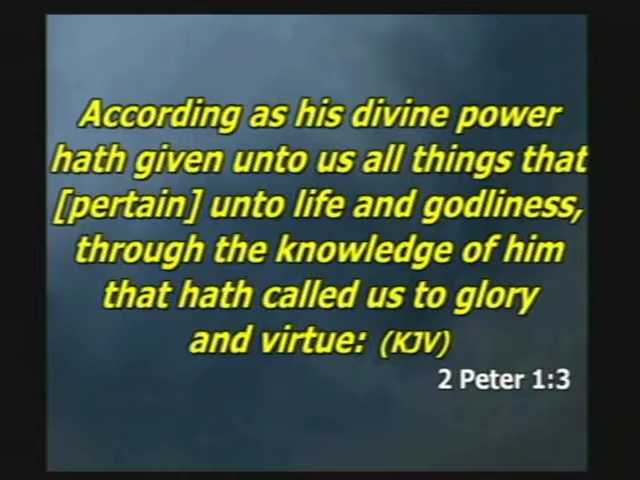 According as his divine power
hath given unto us all things that
[pertain] unto life and godliness,
through the knowledge of him
that hath called us to glory
and virtue: (KJV)
2 Peter 1:3